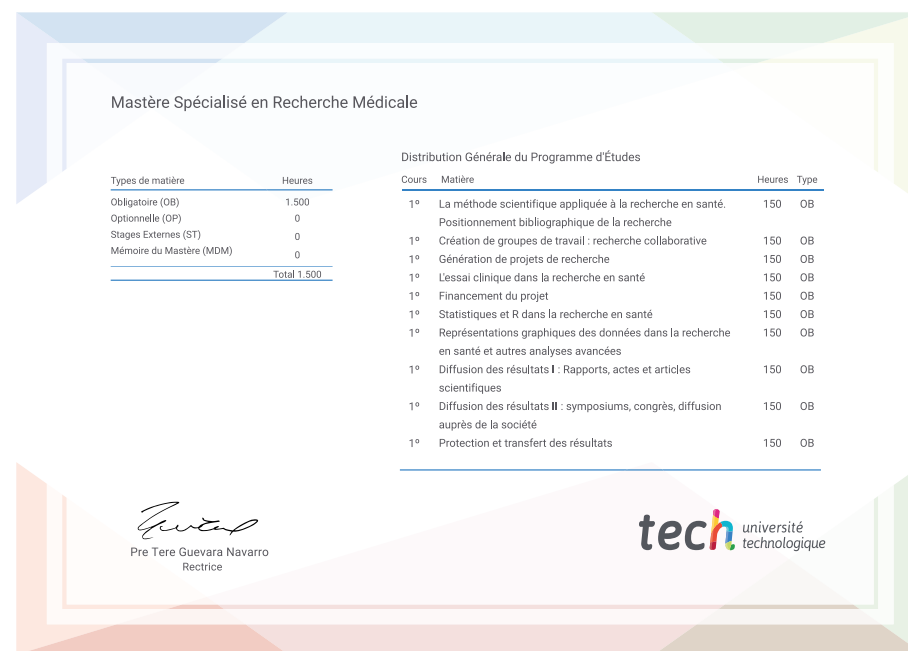 Mastère Spécialisé en Recherche Médicale
Types de matière Heures
Obligatoire (OB) 1.500
Optionnelle (OP) 0
Stages Externes (ST) 0
Mémoire du Mastère (MDM) 0
Total 1.500
Distribution Générale du Programme d'Études
Cours Matière Heures Type
1º La méthode scientifique appliquée à la recherche en santé. 150 OB
Positionnement bibliographique de la recherche
1º Création de groupes de travail : recherche collaborative 150 OB
1º Génération de projets de recherche 150 OB
1º L'essai clinique dans la recherche en santé 150 OB
1º Financement du projet 150 OB
1º Statistiques et R dans la recherche en santé 150 OB
1º Représentations graphiques des données dans la recherche 150 OB
en santé et autres analyses avancées
1º Diffusion des résultats I : Rapports, actes et articles 150 OB
scientifiques
1º Diffusion des résultats II : symposiums, congrès, diffusion 150 OB
auprès de la société
1º Protection et transfert des résultats 150 OB
Pre Tere Guevara Navarro
Rectrice
tech université
technologique